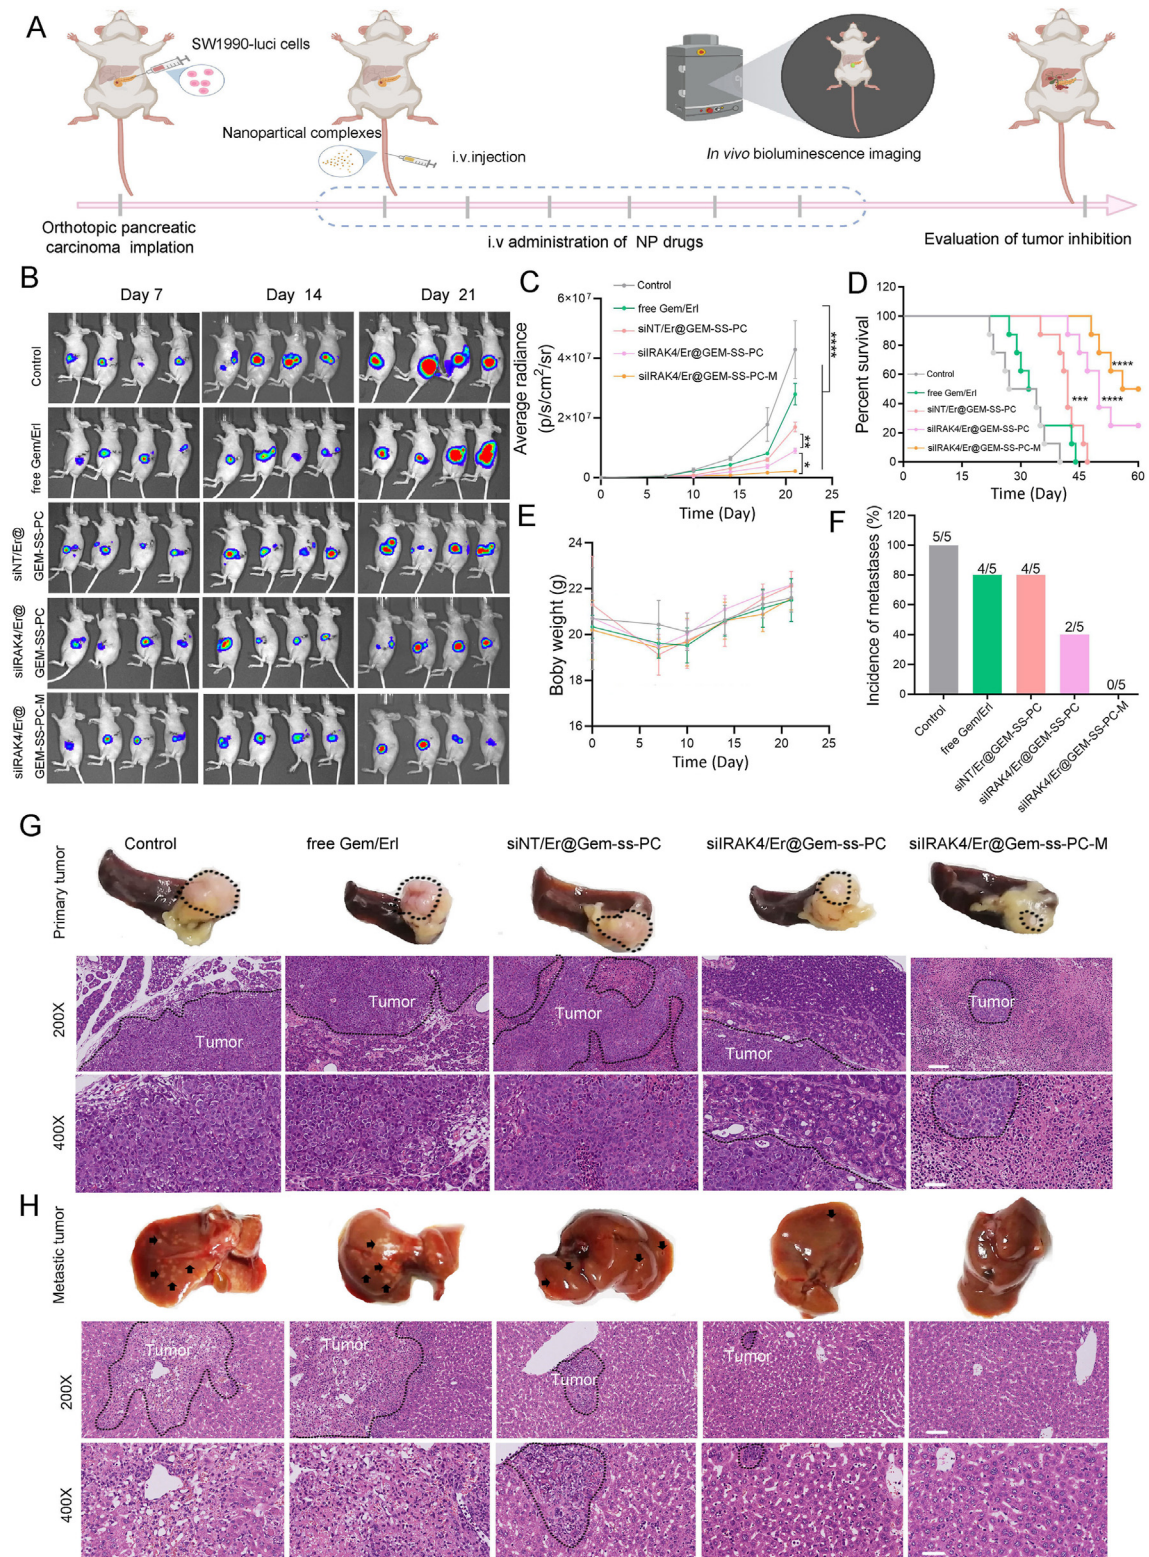 A
SW1990-luci cells
Nanopartical complexes
i.v.injection
In vivo bioluminescence imaging
Orthotopic pancreatic
carcinoma implation
i.v administration of NP drugs
Evaluation of tumor inhibition
B
Day 7
Day 14
Day 21
Control
free Gem/Erl
siNT/Er@
GEM-SS-PC
siIRAK4/Er@
GEM-SS-PC
siIRAK4/Er@
GEM-SS-PC-M
C
Control
free Gem/Erl
siNT/Er@GEM-SS-PC
siIRAK4/Er@GEM-SS-PC
siIRAK4/Er@GEM-SS-PC-M
Average radiance
(p/s/cm²/sr)
6×10⁷
4×10⁷
2×10⁷
0
0 5 10 15 20 25
Time (Day)
****
**
*
D
Percent survival
120
100
80
60
40
20
0
Control
free Gem/Erl
siNT/Er@GEM-SS-PC
siIRAK4/Er@GEM-SS-PC
siIRAK4/Er@GEM-SS-PC-M
***
****
****
0 15 30 45 60
Time (Day)
E
Boby weight (g)
24
22
20
18
16
0 5 10 15 20 25
Time (Day)
F
Incidence of metastases (%)
120
100
80
60
40
20
0
5/5
4/5
4/5
2/5
0/5
Control
free Gem/Erl
siNT/Er@GEM-SS-PC
siIRAK4/Er@GEM-SS-PC
siIRAK4/Er@GEM-SS-PC-M
G
Control
free Gem/Erl
siNT/Er@Gem-ss-PC
siIRAK4/Er@Gem-ss-PC
siIRAK4/Er@Gem-ss-PC-M
Primary tumor
200X
Tumor
Tumor
Tumor
Tumor
Tumor
400X
H
Metastic tumor
200X
Tumor
Tumor
Tumor
Tumor
400X